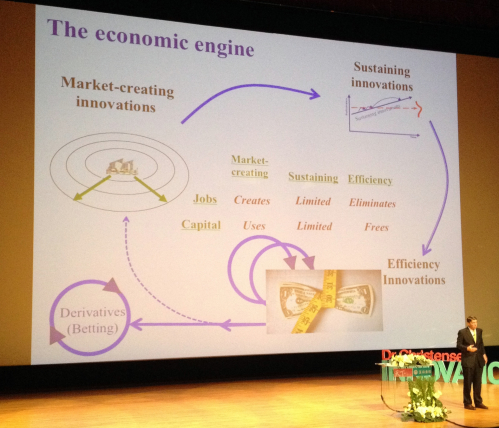 The economic engine
Market-creating
innovations
Sustaining
innovations
Market-
creating
Sustaining
Efficiency
Jobs
Creates
Limited
Eliminates
Capital
Uses
Limited
Frees
Efficiency
Innovations
Derivatives
(Betting)
Dr.Christense
INNOVATIO